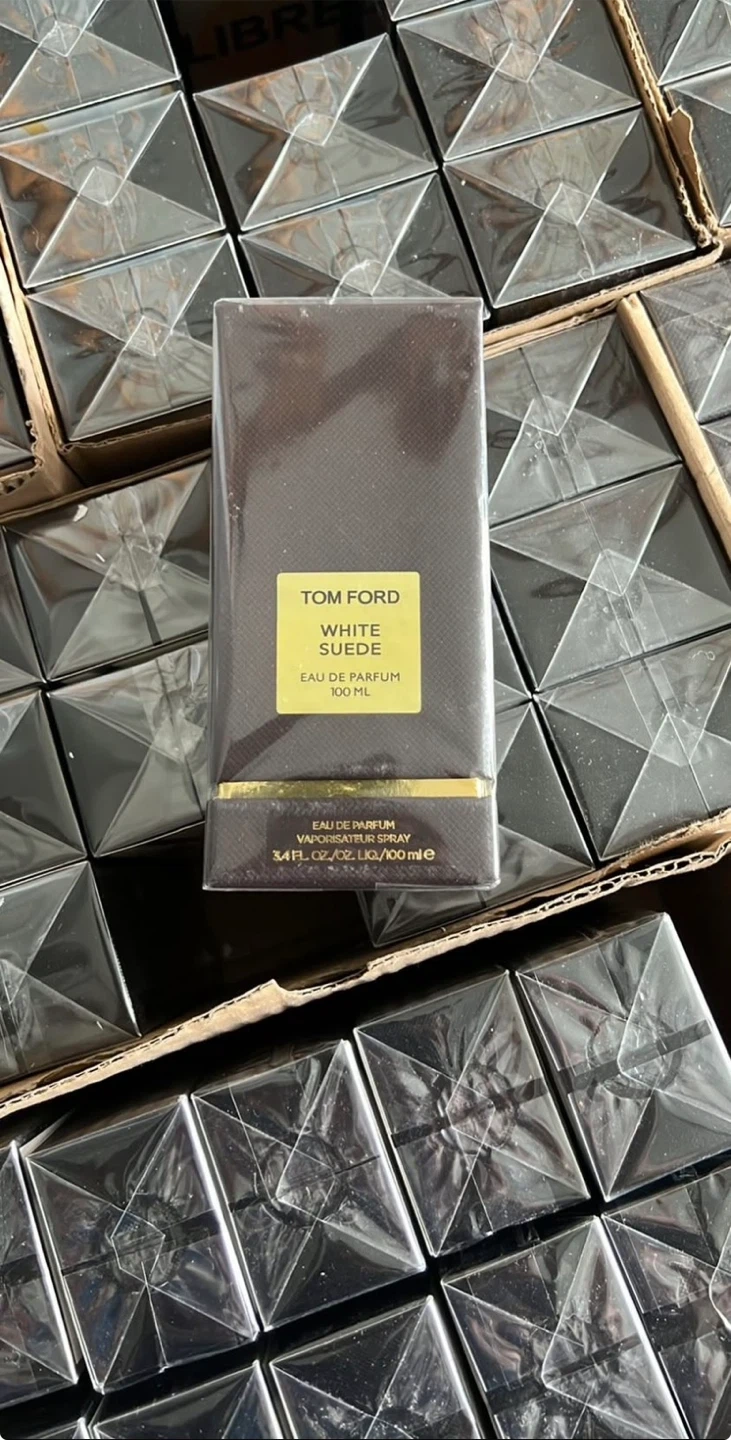 LIBRE
TOM FORD
WHITE
SUEDE
EAU DE PARFUM
100 ML
EAU DE PARFUM
VAPORISATEUR SPRAY
3.4 FL. OZ./OZ. LIQ./100 ml ℮